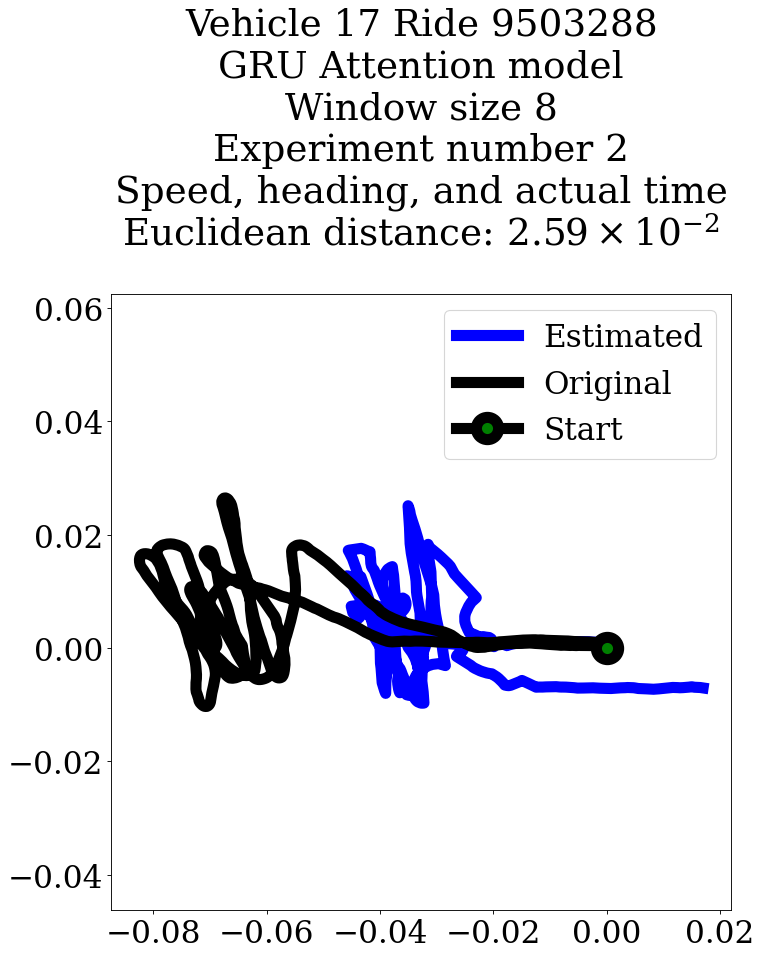 Vehicle 17 Ride 9503288
GRU Attention model
Window size 8
Experiment number 2
Speed, heading, and actual time
Euclidean distance: 2.59 × 10⁻²
0.06
0.04
0.02
0.00
−0.02
−0.04
Estimated
Original
Start
−0.08 −0.06 −0.04 −0.02 0.00 0.02